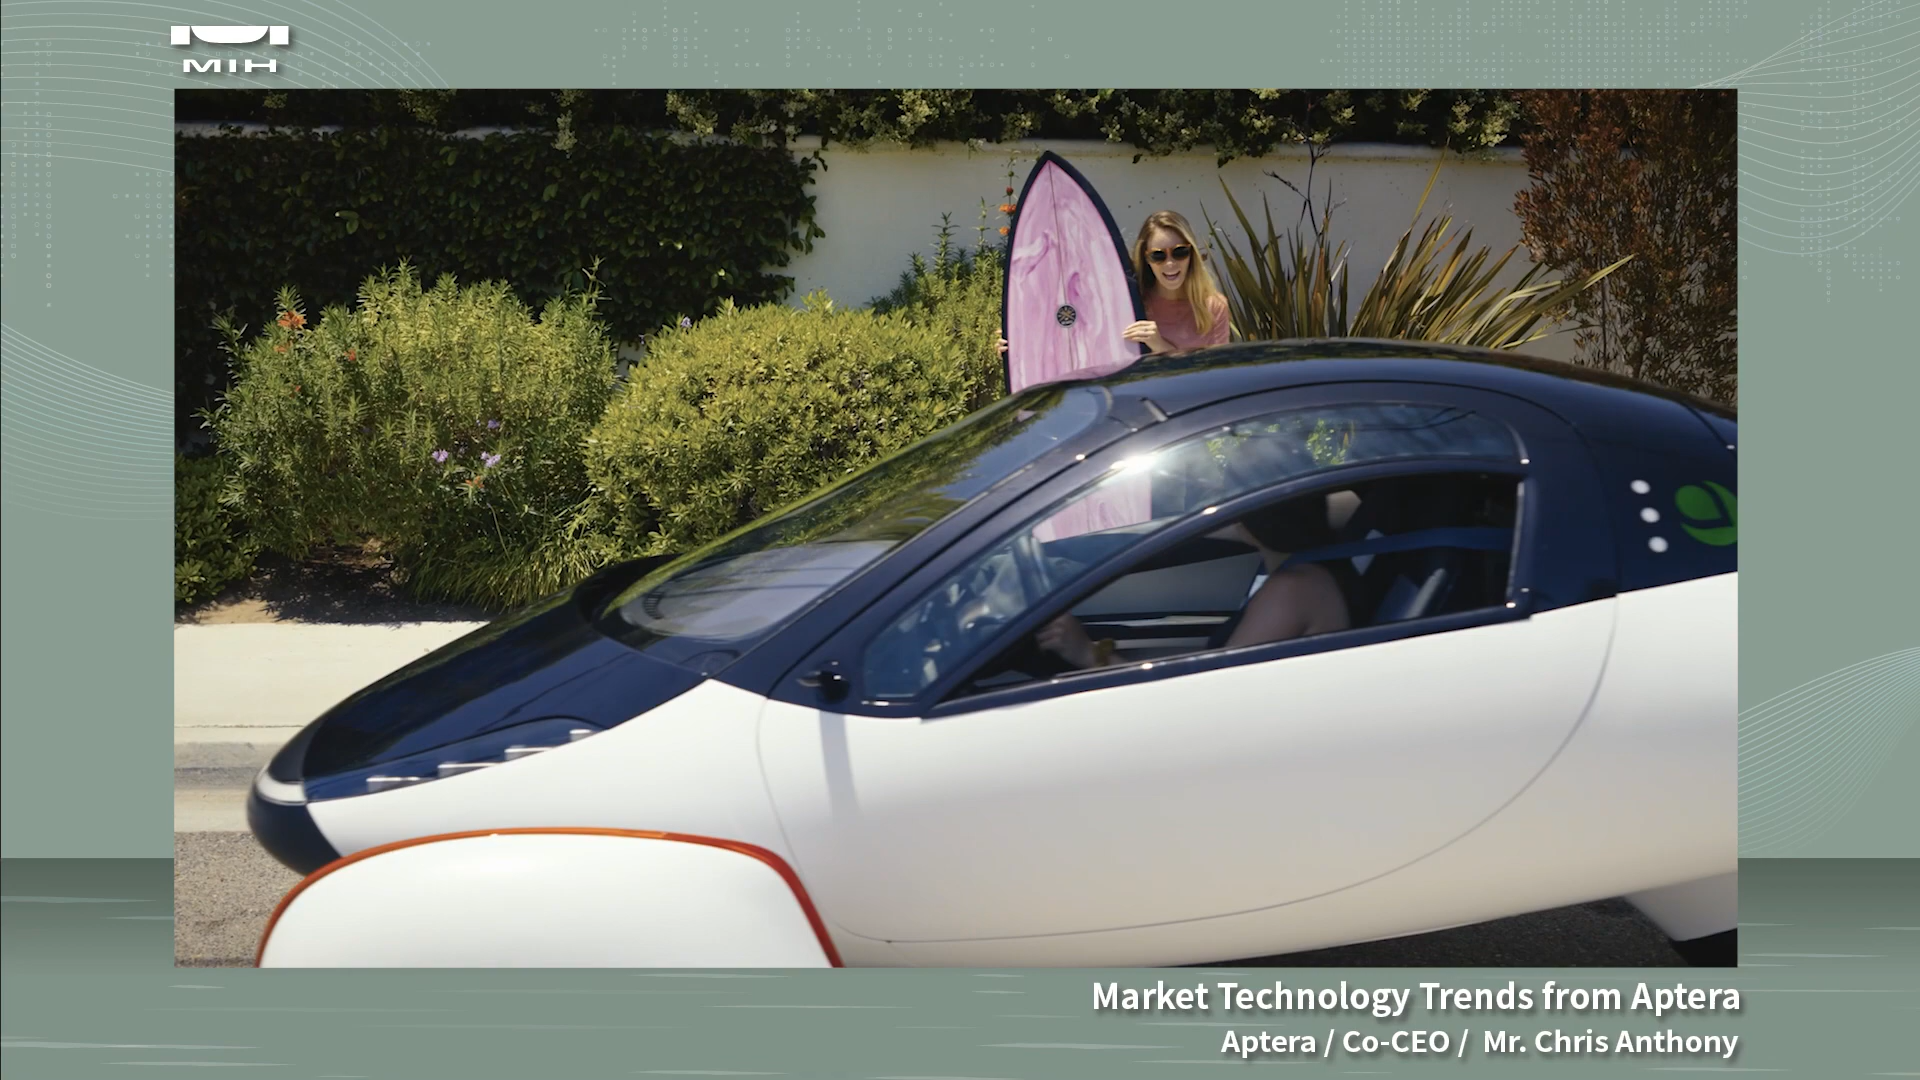 MIH
Market Technology Trends from Aptera
Aptera / Co-CEO / Mr. Chris Anthony